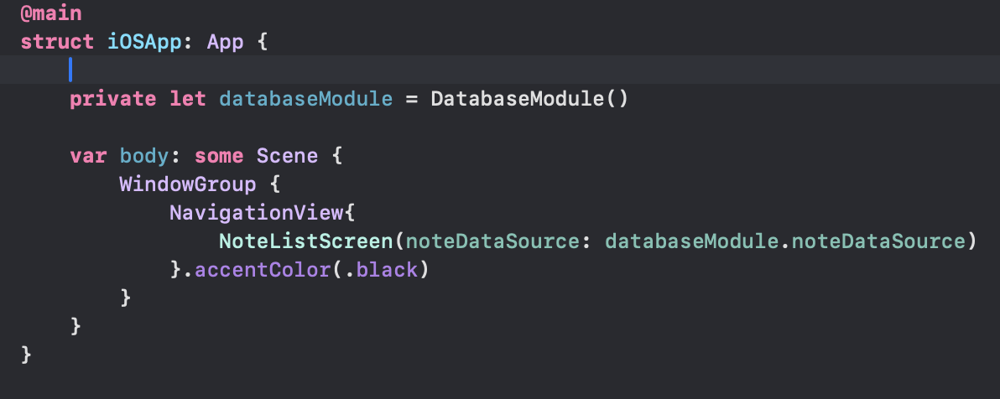 @main
struct iOSApp: App {
    private let databaseModule = DatabaseModule()
    var body: some Scene {
        WindowGroup {
            NavigationView{
                NoteListScreen(noteDataSource: databaseModule.noteDataSource)
            }.accentColor(.black)
        }
    }
}